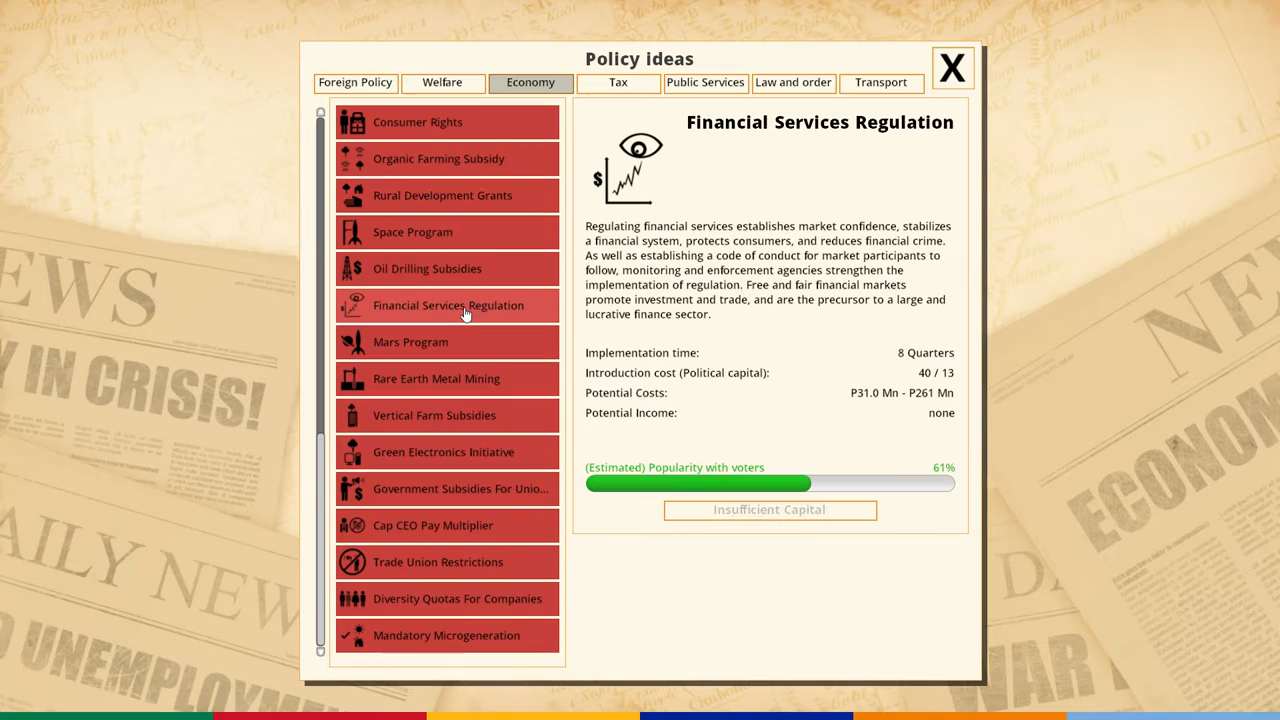 Policy ideas
X
Foreign Policy
Welfare
Economy
Tax
Public Services
Law and order
Transport
Consumer Rights
Organic Farming Subsidy
Rural Development Grants
Space Program
Oil Drilling Subsidies
Financial Services Regulation
Mars Program
Rare Earth Metal Mining
Vertical Farm Subsidies
Green Electronics Initiative
Government Subsidies For Unio...
Cap CEO Pay Multiplier
Trade Union Restrictions
Diversity Quotas For Companies
Mandatory Microgeneration
Financial Services Regulation
$
Regulating financial services establishes market confidence, stabilizes
a financial system, protects consumers, and reduces financial crime.
As well as establishing a code of conduct for market participants to
follow, monitoring and enforcement agencies strengthen the
implementation of regulation. Free and fair financial markets
promote investment and trade, and are the precursor to a large and
lucrative finance sector.
Implementation time: 8 Quarters
Introduction cost (Political capital): 40 / 13
Potential Costs: P31.0 Mn - P261 Mn
Potential Income: none
(Estimated) Popularity with voters 61%
Insufficient Capital
EWS
Y IN CRISIS!
AILY NEW
UNEMPLOYM
NE
ECONOM
WAR